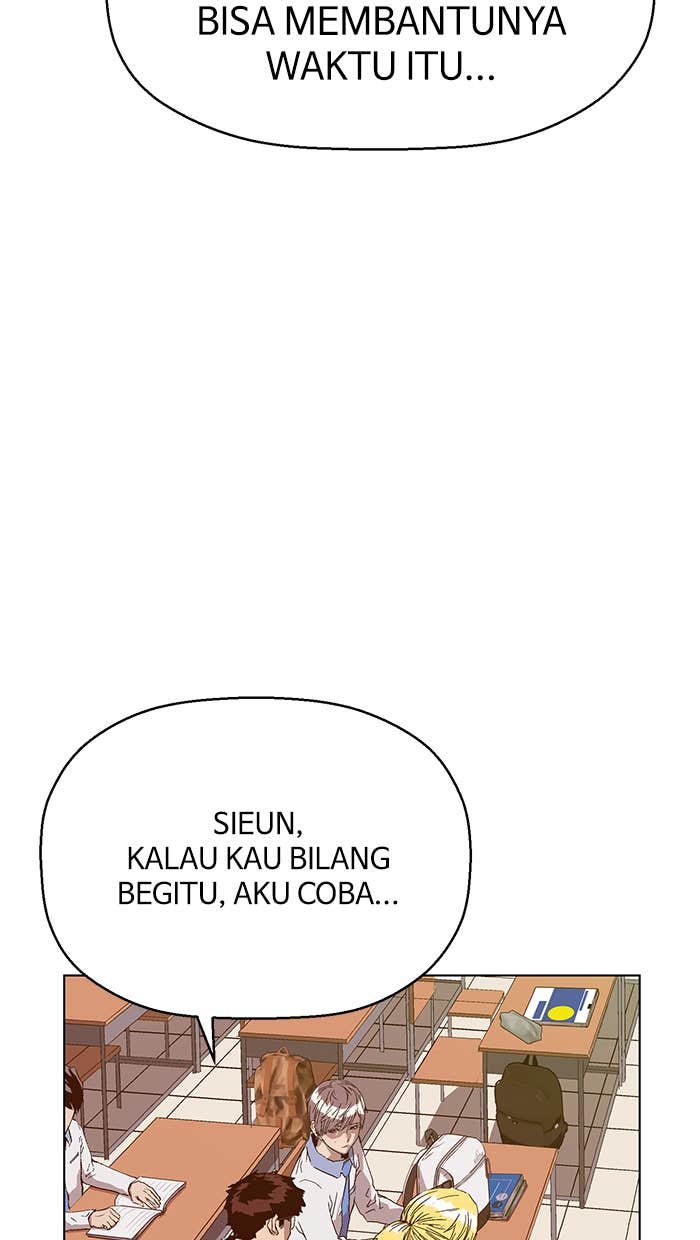 BISA MEMBANTUNYA
WAKTU ITU...
SIEUN,
KALAU KAU BILANG
BEGITU, AKU COBA...